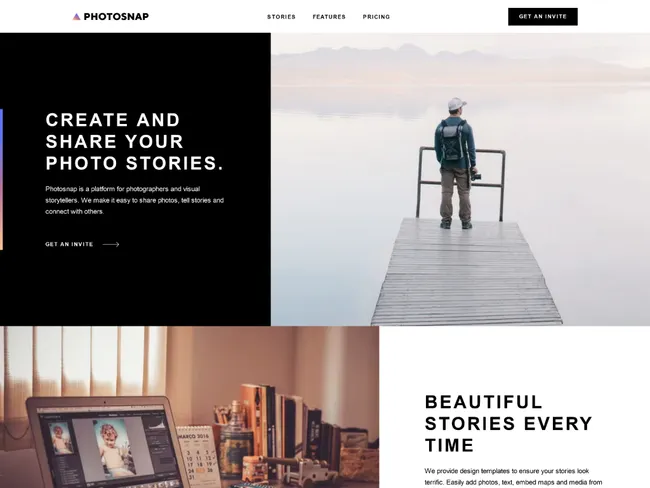 PHOTOSNAP
STORIES
FEATURES
PRICING
GET AN INVITE
CREATE AND
SHARE YOUR
PHOTO STORIES.
Photosnap is a platform for photographers and visual
storytellers. We make it easy to share photos, tell stories and
connect with others.
GET AN INVITE
MARÇO 2016
BEAUTIFUL
STORIES EVERY
TIME
We provide design templates to ensure your stories look
terrific. Easily add photos, text, embed maps and media from